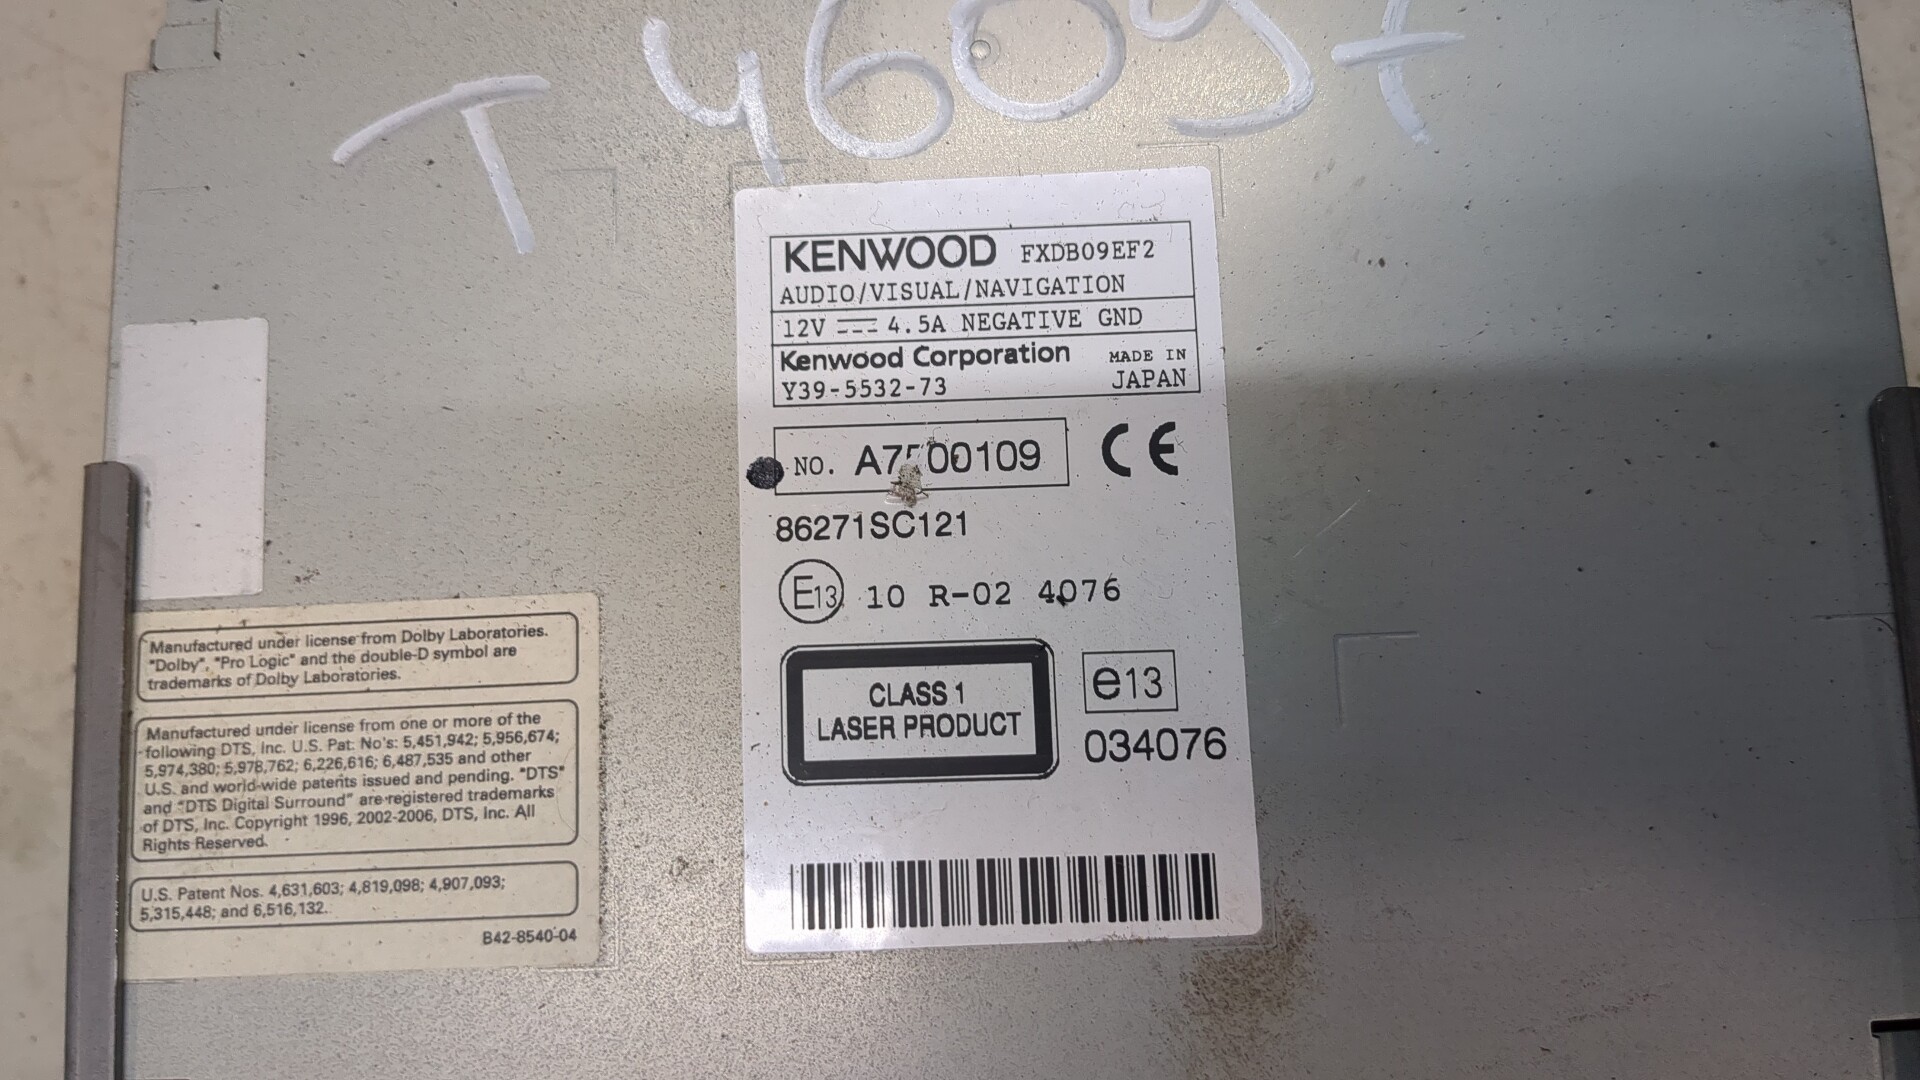 T 46097
KENWOOD FXDB09EF2
AUDIO/VISUAL/NAVIGATION
12V 4.5A NEGATIVE GND
Kenwood Corporation MADE IN
Y39-5532-73 JAPAN
NO.
CE
86271SC121
E13 10 R-02 4076
CLASS 1
LASER PRODUCT
e13
034076
Manufactured under license from Dolby Laboratories.
"Dolby", "Pro Logic" and the double-D symbol are
trademarks of Dolby Laboratories.
Manufactured under license from one or more of the
following DTS, Inc. U.S. Pat. No's: 5,451,942; 5,956,674;
5,974,380; 5,978,762; 6,226,616; 6,487,535 and other
U.S. and world-wide patents issued and pending. "DTS"
and "DTS Digital Surround" are registered trademarks
of DTS, Inc. Copyright 1996, 2002-2006, DTS, Inc. All
Rights Reserved.
U.S. Patent Nos. 4,631,603; 4,819,098; 4,907,093;
5,315,448; and 6,516,132.
B42-8540-04